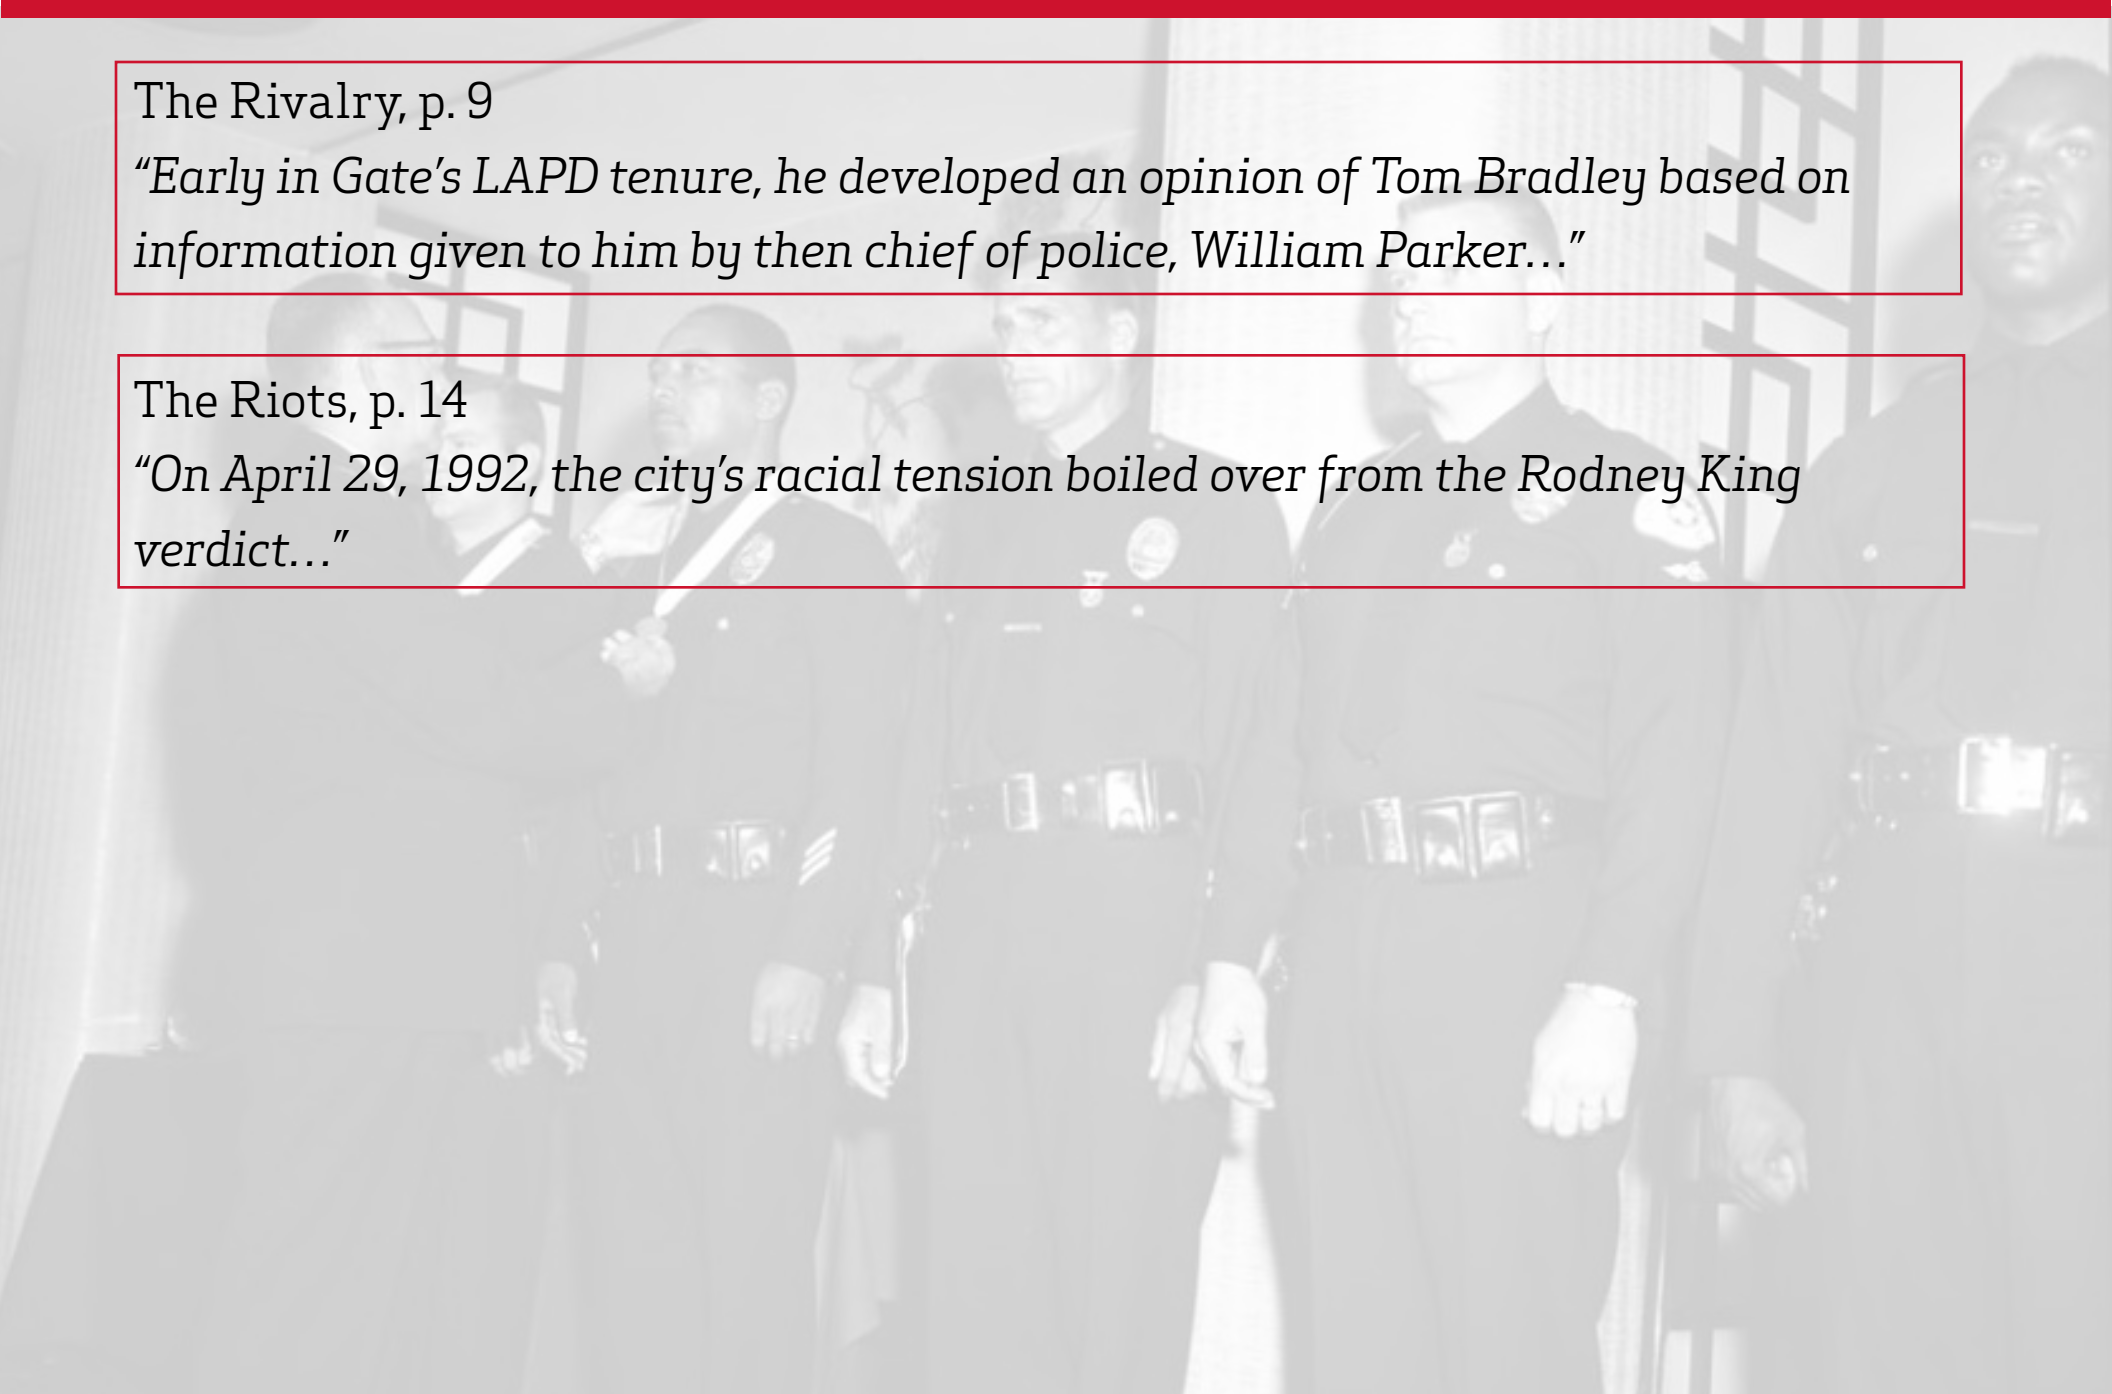 The Rivalry, p. 9
“Early in Gate’s LAPD tenure, he developed an opinion of Tom Bradley based on
information given to him by then chief of police, William Parker…”
The Riots, p. 14
“On April 29, 1992, the city’s racial tension boiled over from the Rodney King
verdict…”